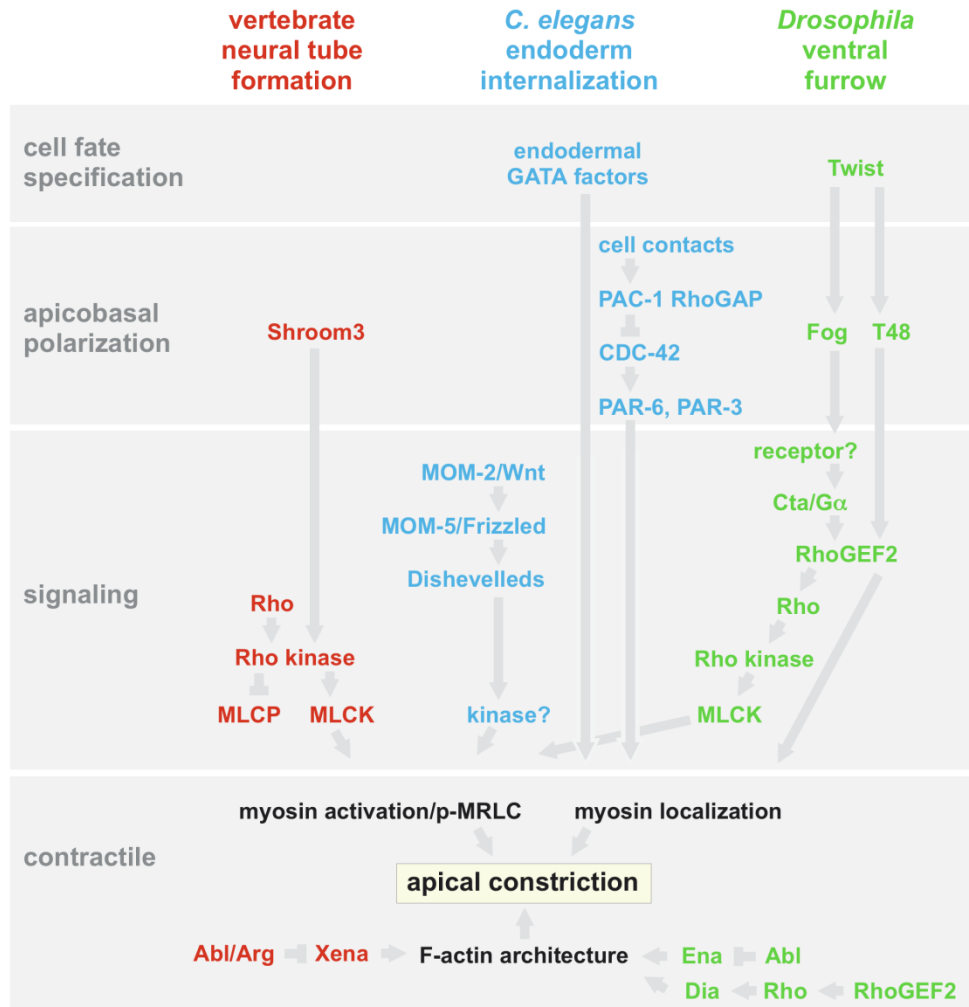 vertebrate
neural tube
formation
C. elegans
endoderm
internalization
Drosophila
ventral
furrow
cell fate
specification
endodermal
GATA factors
Twist
apicobasal
polarization
cell contacts
PAC-1 RhoGAP
Shroom3
CDC-42
PAR-6, PAR-3
Fog
T48
signaling
MOM-2/Wnt
MOM-5/Frizzled
Dishevelleds
receptor?
Cta/Gα
RhoGEF2
Rho
Rho
Rho kinase
Rho kinase
MLCP
MLCK
kinase?
MLCK
contractile
myosin activation/p-MRLC
myosin localization
apical constriction
Abl/Arg
Xena
F-actin architecture
Ena
Abl
Dia
Rho
RhoGEF2